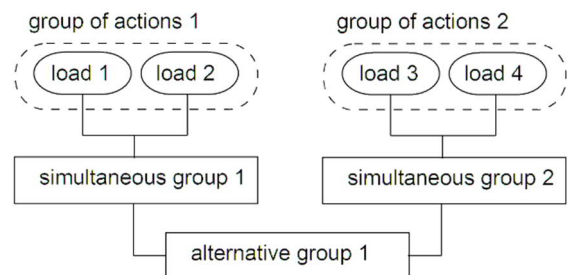 group of actions 1
group of actions 2
load 1
load 2
load 3
load 4
simultaneous group 1
simultaneous group 2
alternative group 1